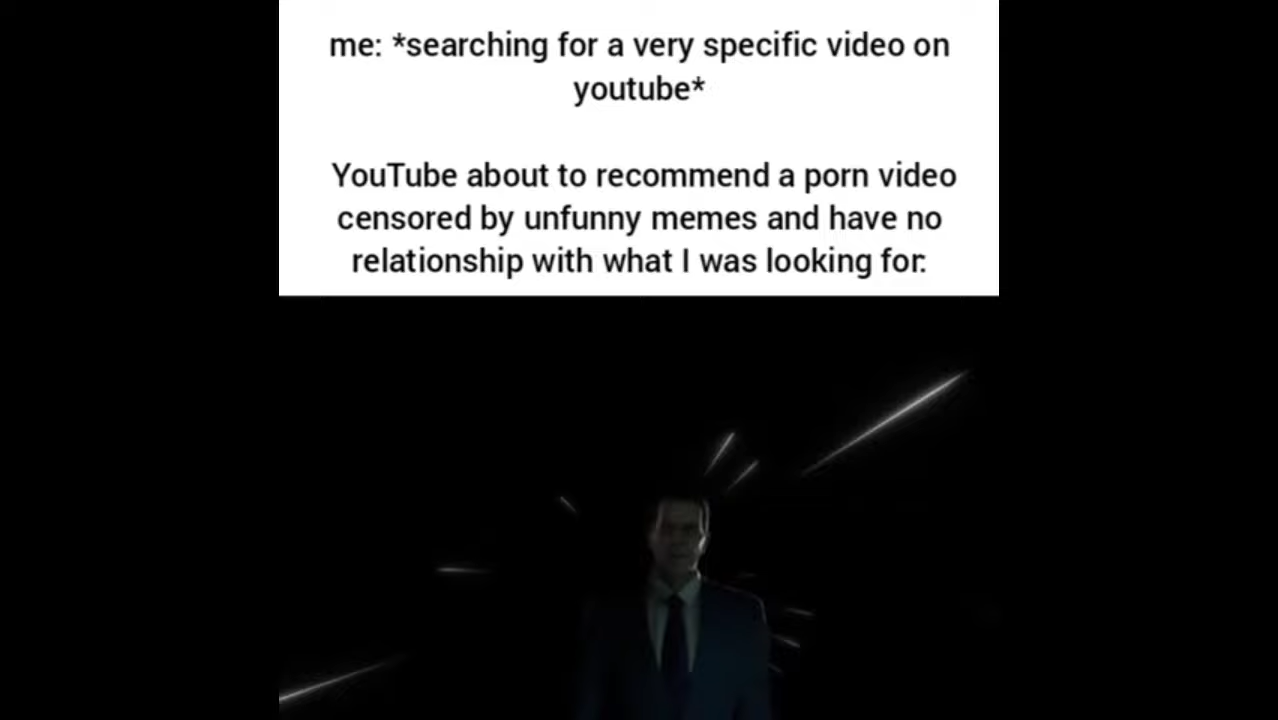 me: *searching for a very specific video on
youtube*
YouTube about to recommend a porn video
censored by unfunny memes and have no
relationship with what I was looking for: